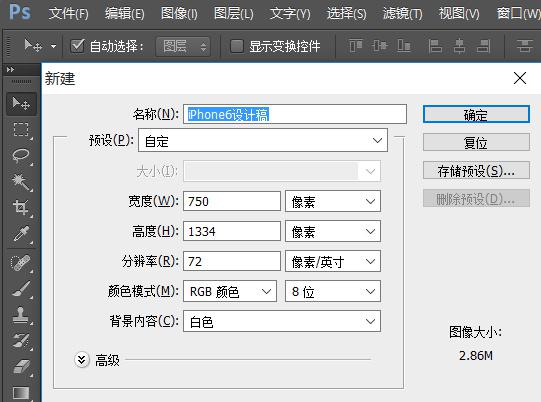 Ps 文件(F) 编辑(E) 图像(I) 图层(L) 文字(Y) 选择(S) 滤镜(T) 视图(V) 窗口(W)
自动选择: 图层 显示变换控件
新建
名称(N): iPhone6设计稿 确定
预设(P): 自定 复位
大小(I): 存储预设(S)...
宽度(W): 750 像素 删除预设(D)...
高度(H): 1334 像素
分辨率(R): 72 像素/英寸
颜色模式(M): RGB 颜色 8 位
背景内容(C): 白色 图像大小:
高级 2.86M